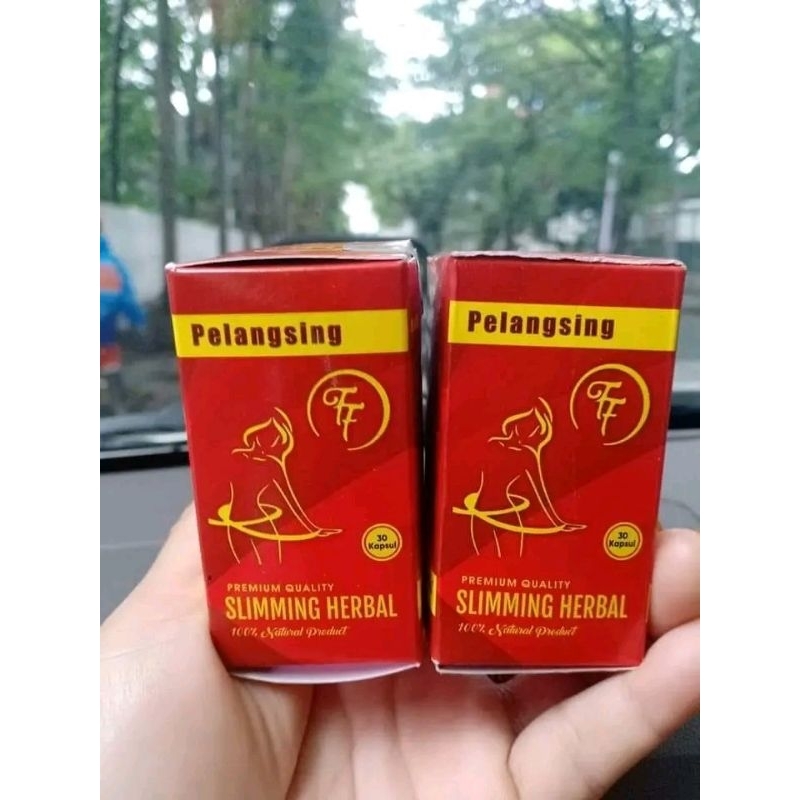 Pelangsing
FF
30
Kapsul
PREMIUM QUALITY
SLIMMING HERBAL
100% Natural Product
Pelangsing
FF
30
Kapsul
PREMIUM QUALITY
SLIMMING HERBAL
100% Natural Product